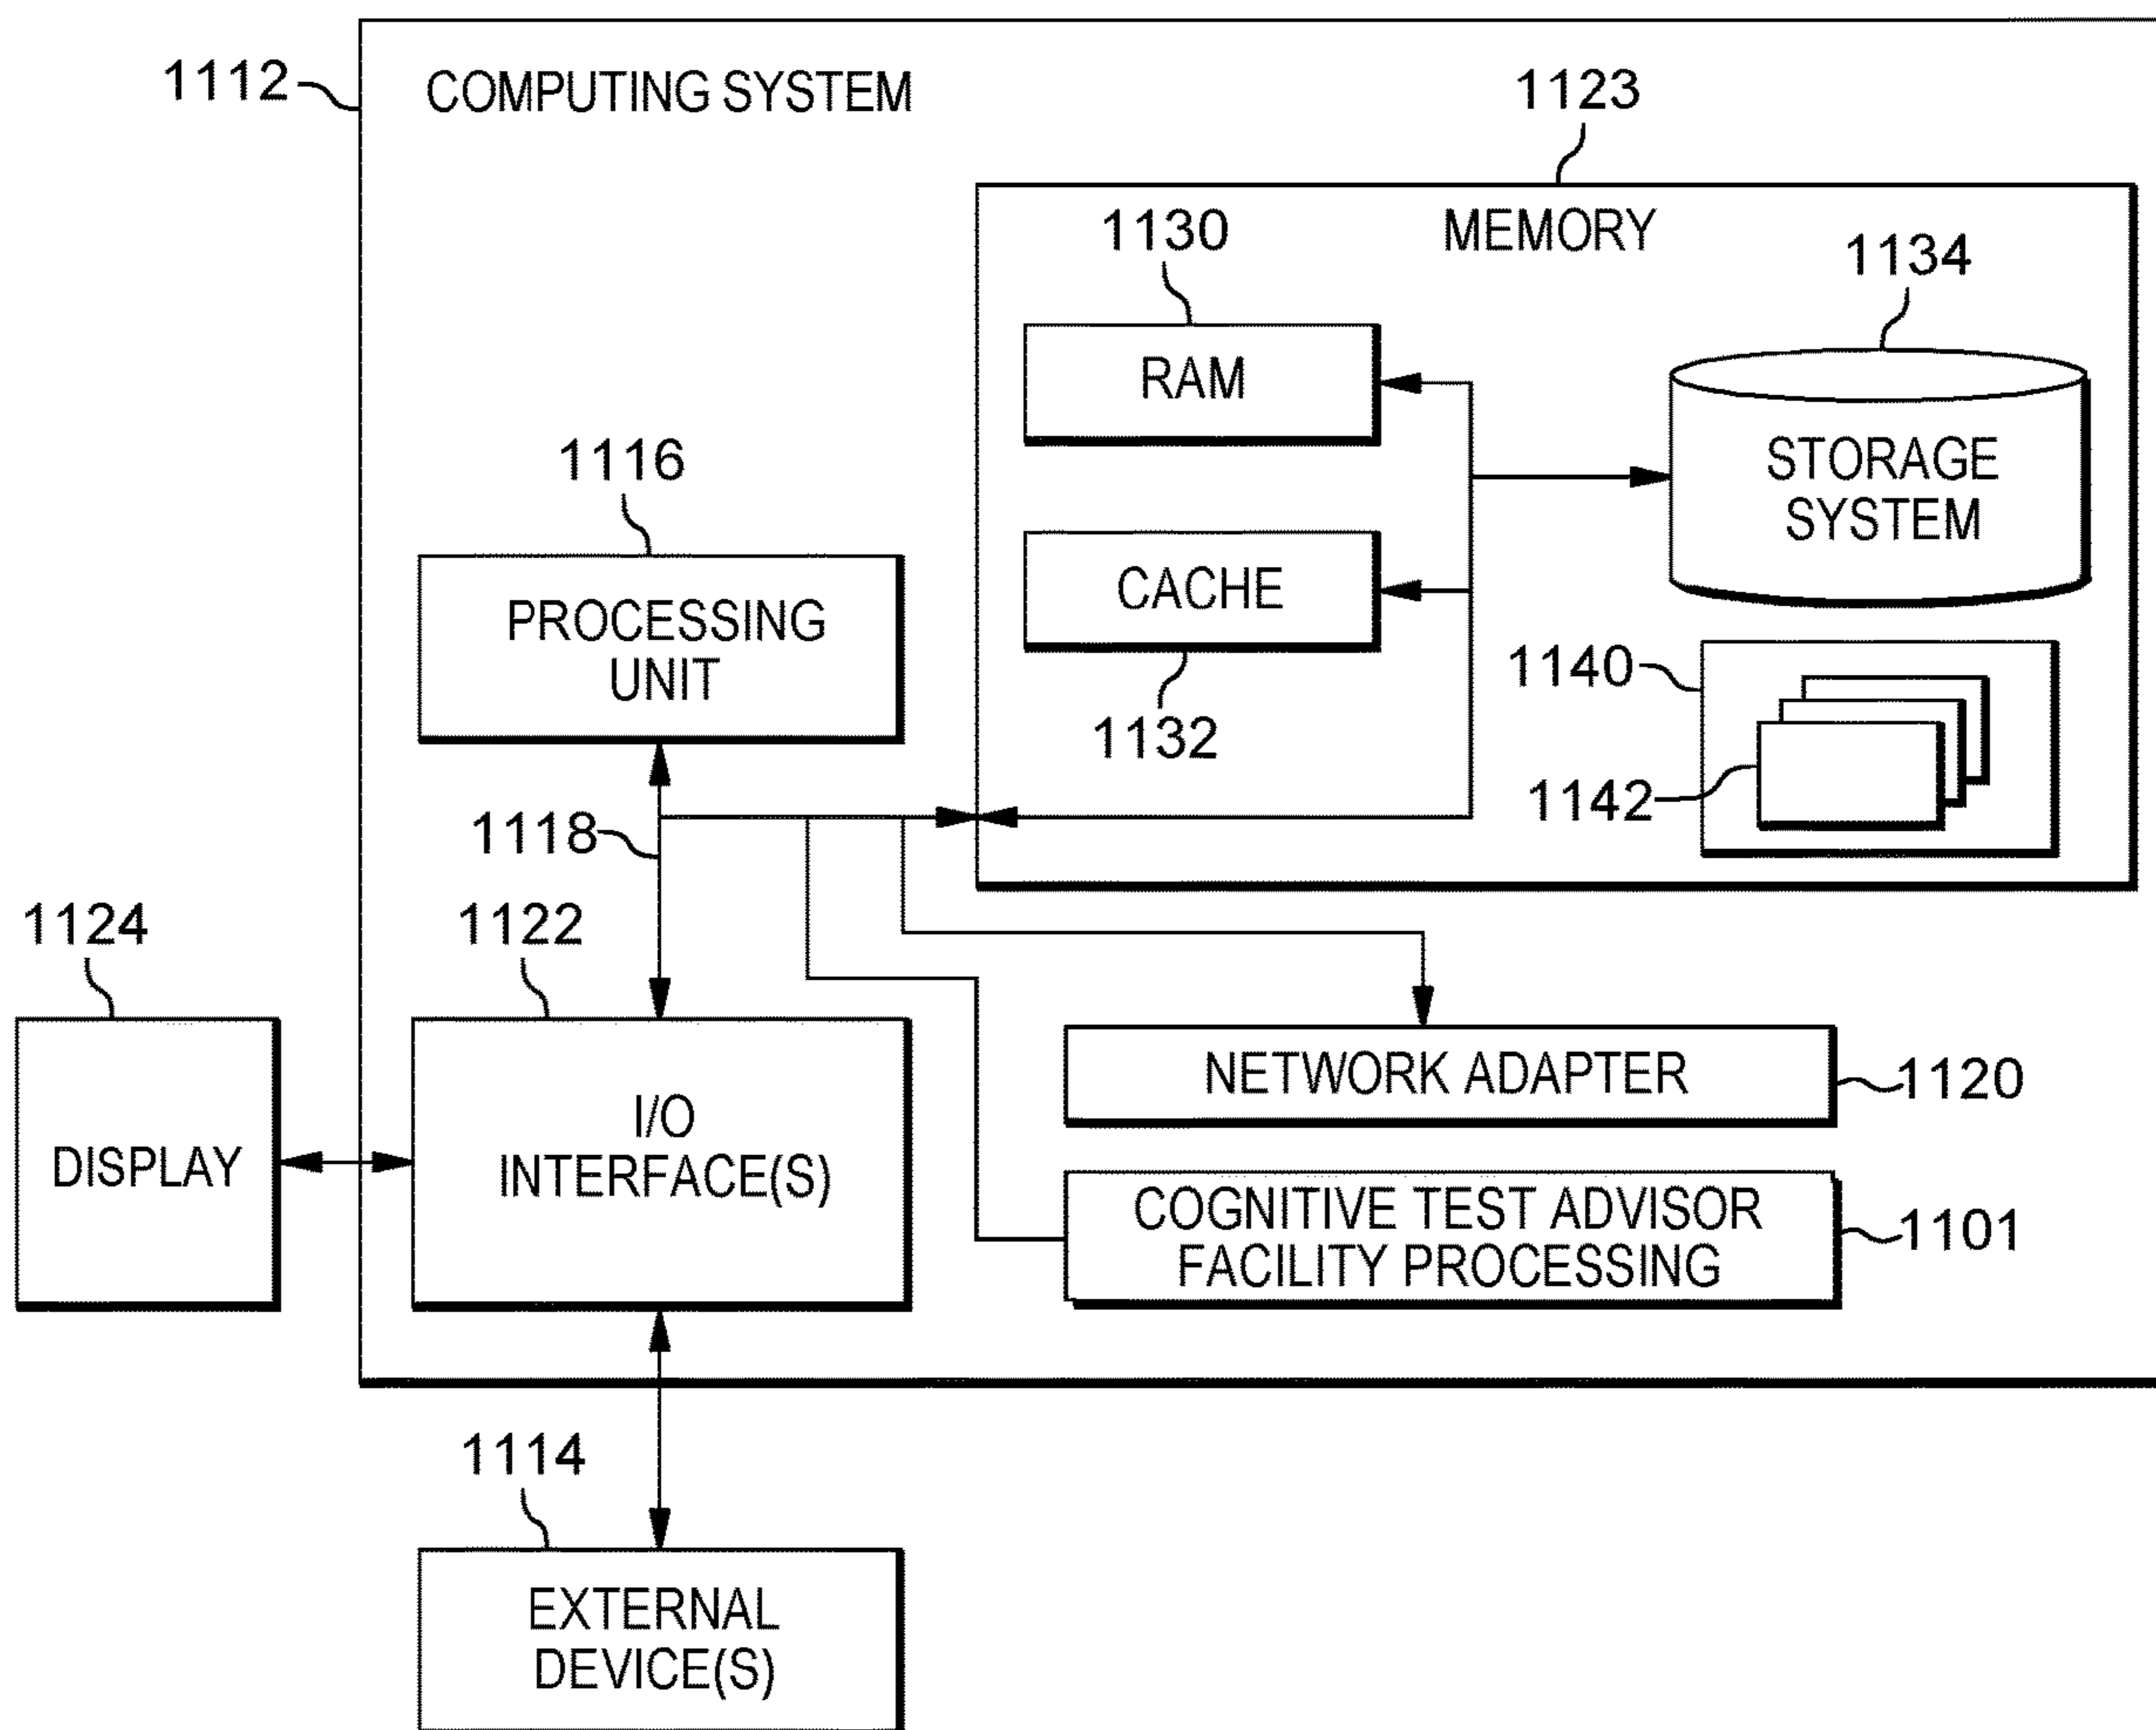 1112
COMPUTING SYSTEM
1123
MEMORY
1130
RAM
1134
STORAGE
SYSTEM
CACHE
1132
1140
1142
1116
PROCESSING
UNIT
1118
1124
DISPLAY
1122
I/O
INTERFACE(S)
NETWORK ADAPTER
1120
COGNITIVE TEST ADVISOR
FACILITY PROCESSING
1101
1114
EXTERNAL
DEVICE(S)